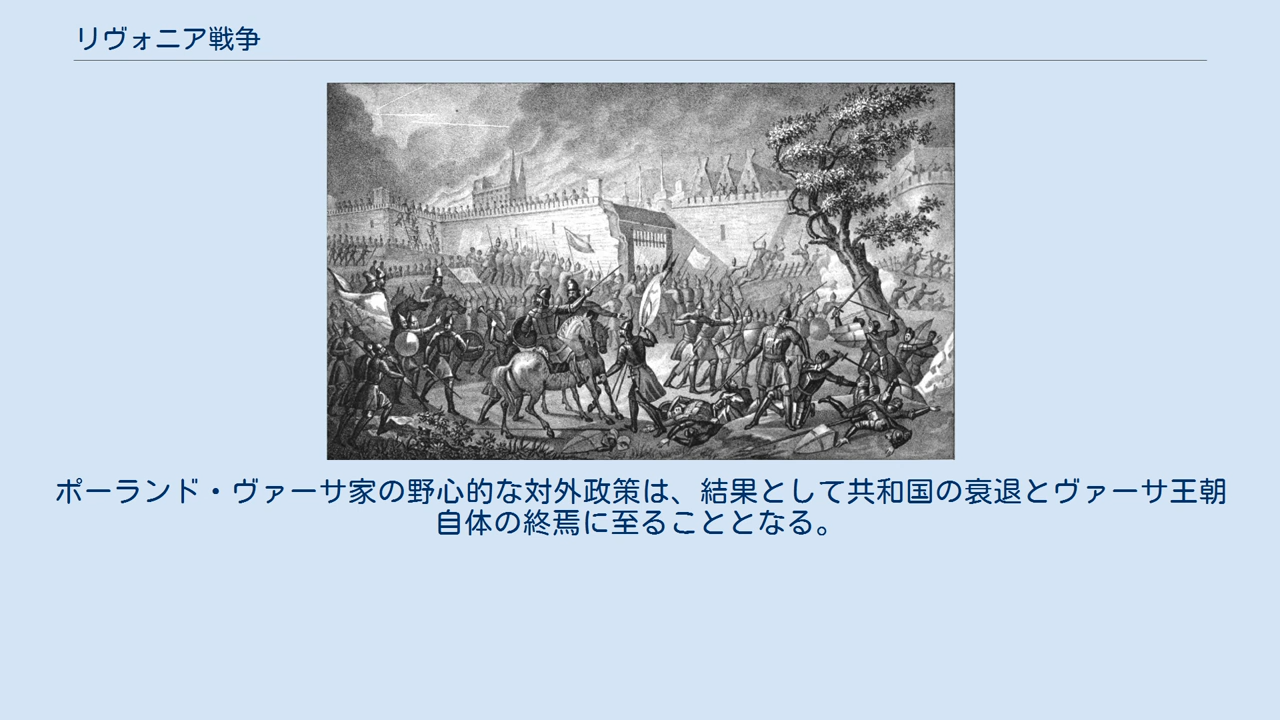 リヴォニア戦争
ポーランド・ヴァーサ家の野心的な対外政策は、結果として共和国の衰退とヴァーサ王朝
自体の終焉に至ることとなる。